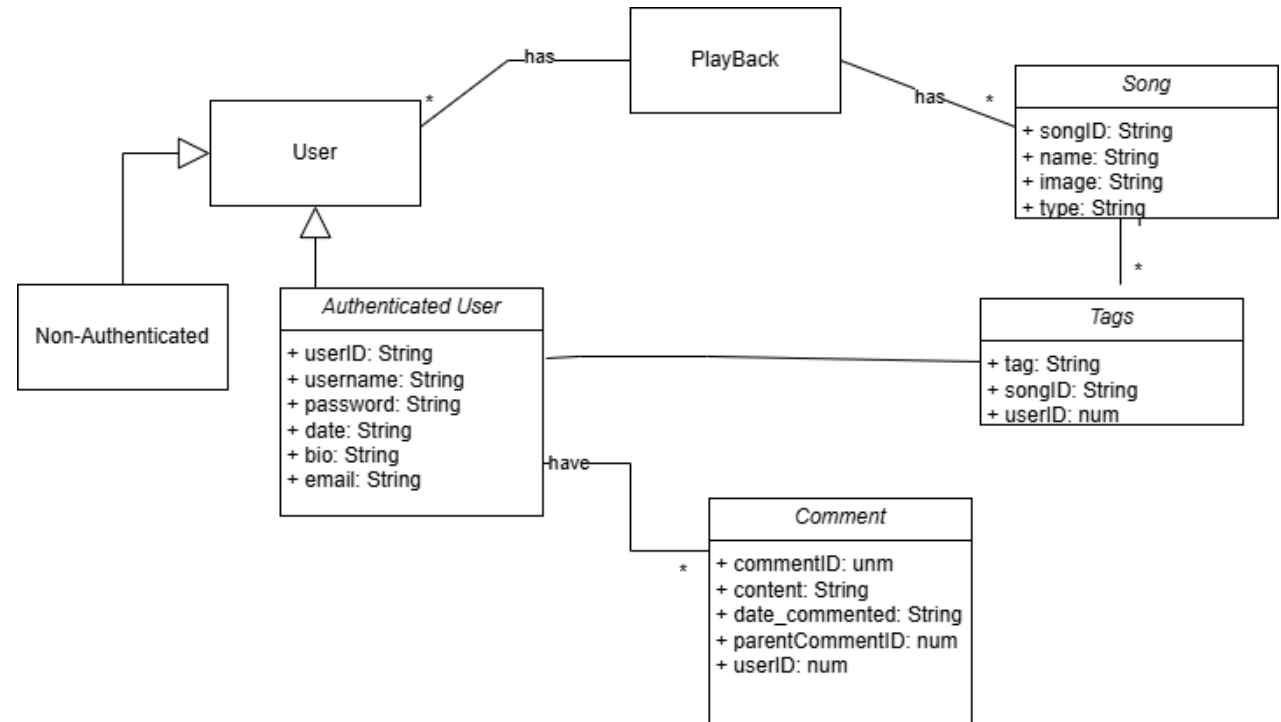 has
PlayBack
has
*
*
Song
+ songID: String
+ name: String
+ image: String
+ type: String
User
*
Non-Authenticated
Authenticated User
+ userID: String
+ username: String
+ password: String
+ date: String
+ bio: String
+ email: String
Tags
+ tag: String
+ songID: String
+ userID: num
have
*
Comment
+ commentID: unm
+ content: String
+ date_commented: String
+ parentCommentID: num
+ userID: num